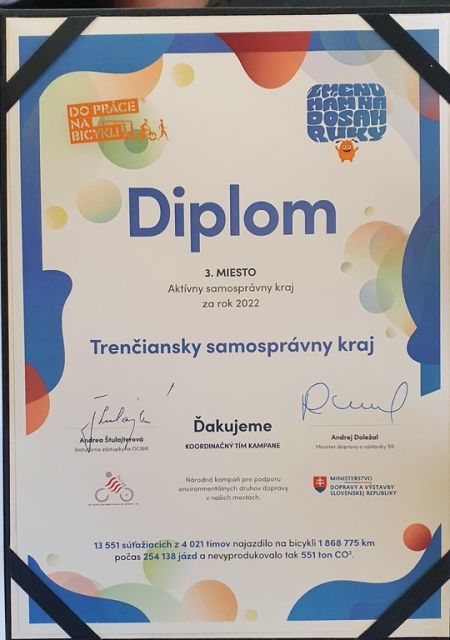 DO PRÁCE
NA
BICYKLI
ZMENU
MÁM NA
DOSAH
RUKY
Diplom
3. MIESTO
Aktívny samosprávny kraj
za rok 2022
Trenčiansky samosprávny kraj
Ďakujeme
KOORDINAČNÝ TÍM KAMPANE
Andrea Štulajterová
OCIBR
Andrej Doležal
Minister dopravy a výstavby SR
Národná kampaň pre podporu
environmentálnych druhov dopravy
v našich mestách.
MINISTERSTVO
DOPRAVY A VÝSTAVBY
SLOVENSKEJ REPUBLIKY
13 551 súťažiacich z 4 021 tímov najazdilo na bicykli 1 868 775 km
počas 254 138 jázd a nevyprodukovalo tak 551 ton CO².